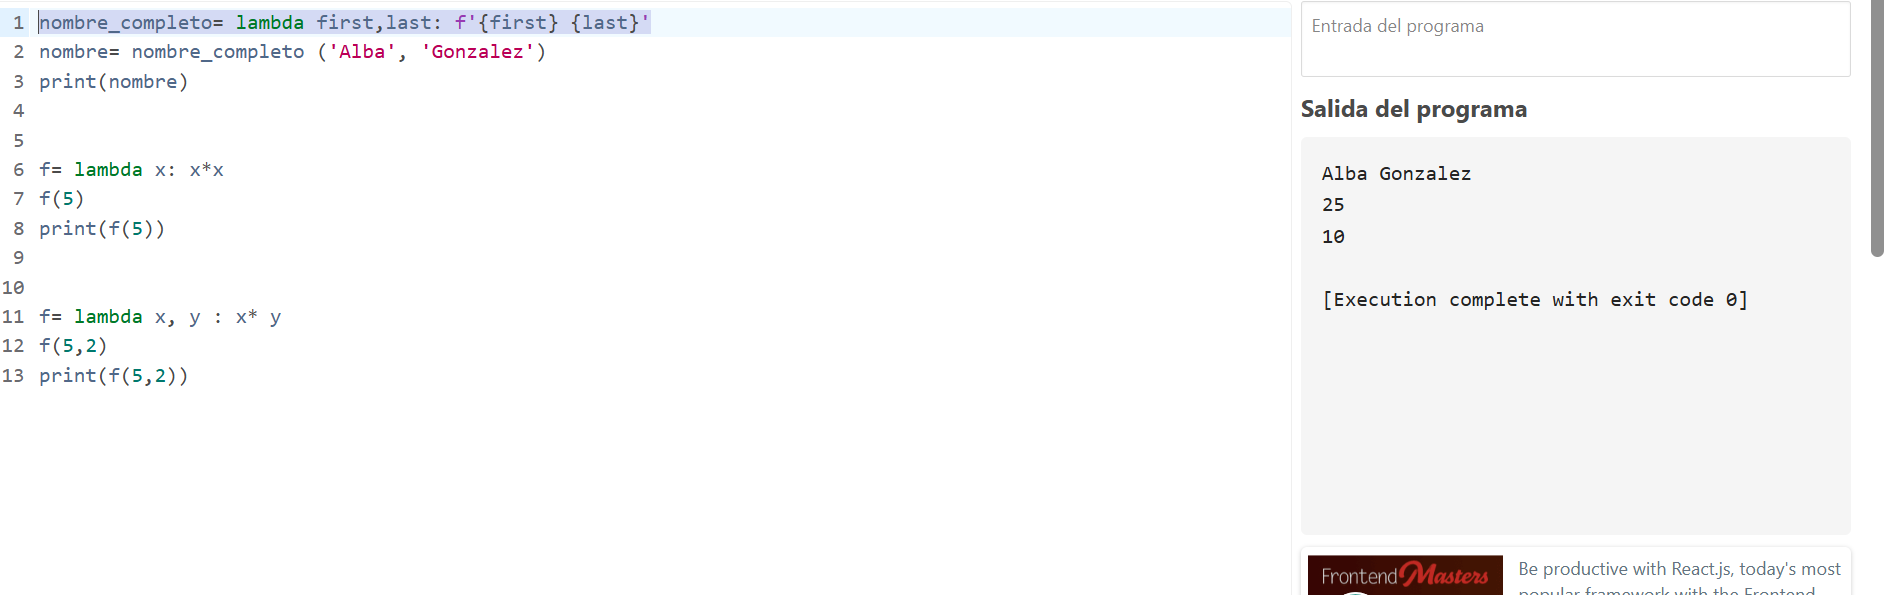 1 nombre_completo= lambda first,last: f'{first} {last}'
2 nombre= nombre_completo ('Alba', 'Gonzalez')
3 print(nombre)
4
5
6 f= lambda x: x*x
7 f(5)
8 print(f(5))
9
10
11 f= lambda x, y : x* y
12 f(5,2)
13 print(f(5,2))
Entrada del programa
Salida del programa
Alba Gonzalez
25
10
[Execution complete with exit code 0]
Frontend Masters
Be productive with React.js, today's most
popular framework with the Frontend